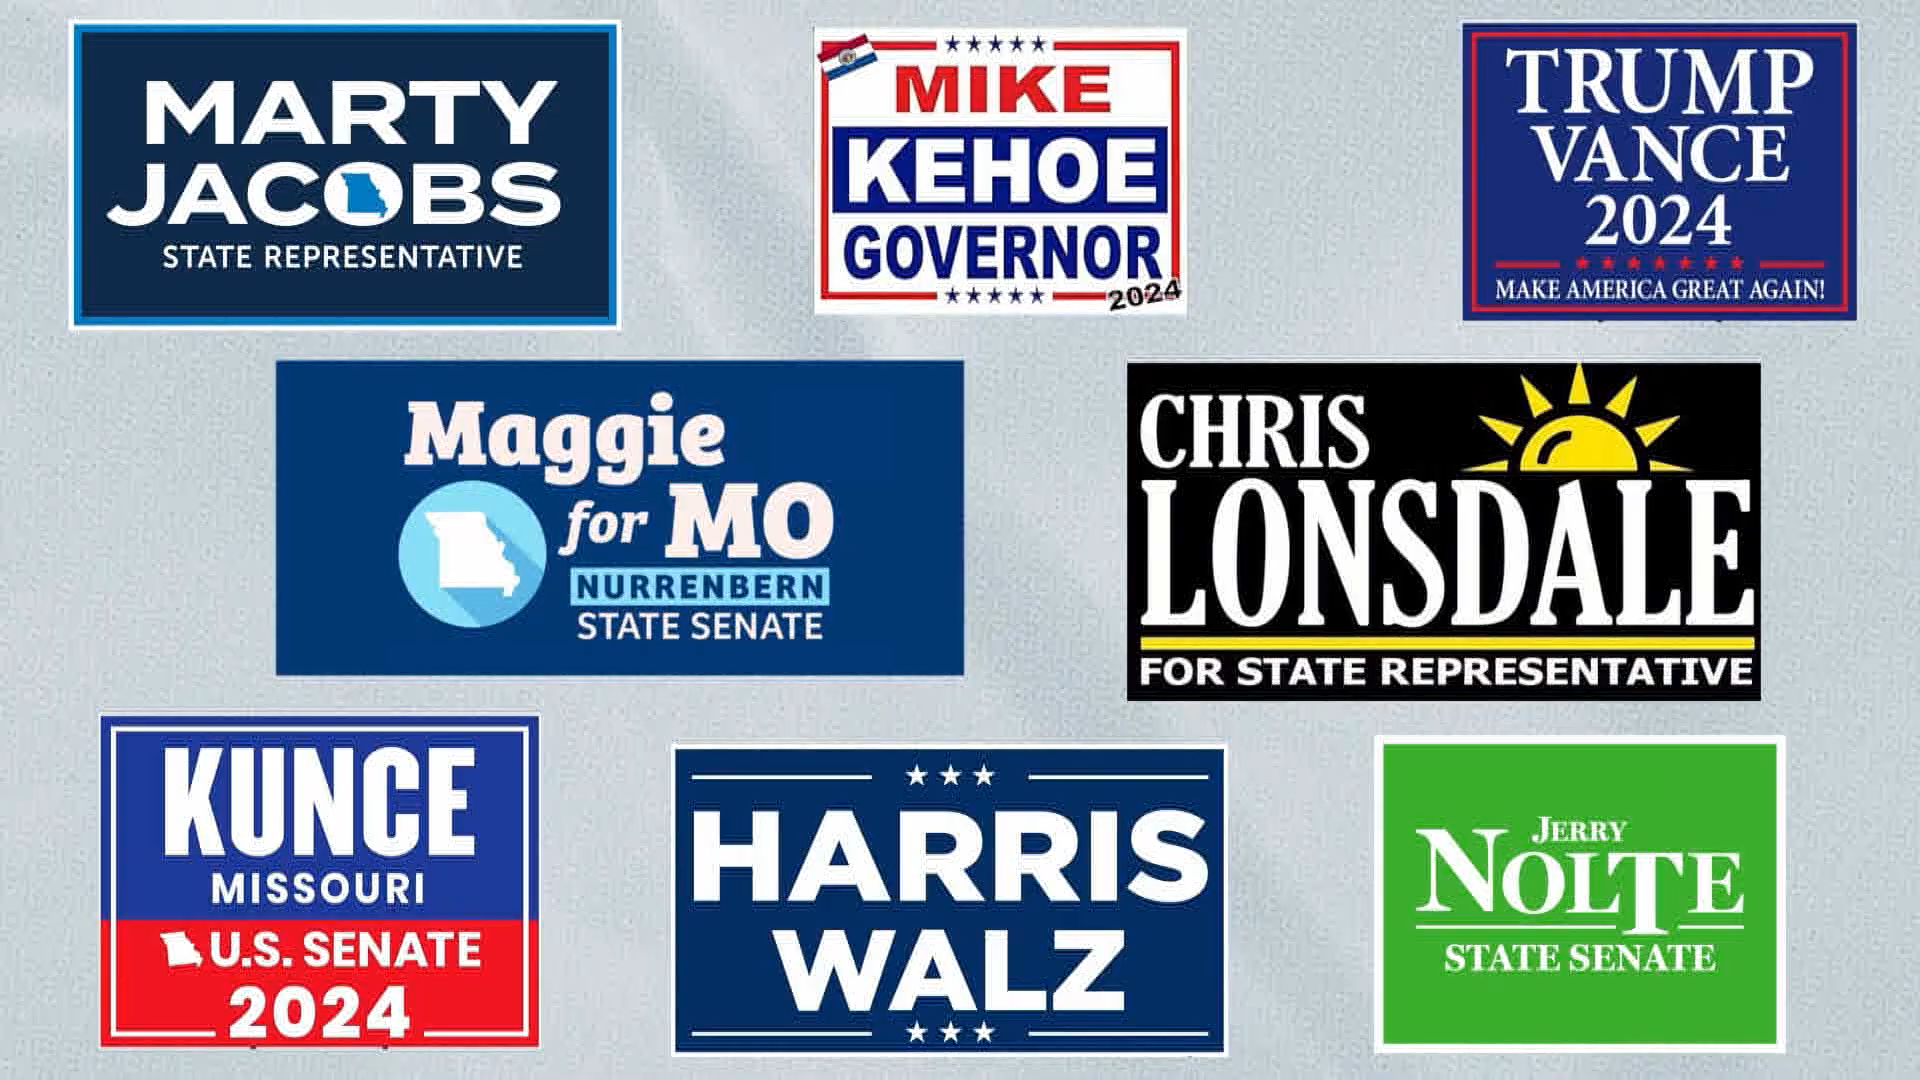 MARTY
JACOBS
STATE REPRESENTATIVE
MIKE
KEHOE
GOVERNOR
2024
TRUMP
VANCE
2024
MAKE AMERICA GREAT AGAIN!
Maggie
for MO
NURRENBERN
STATE SENATE
CHRIS
LONSDALE
FOR STATE REPRESENTATIVE
KUNCE
MISSOURI
U.S. SENATE
2024
HARRIS
WALZ
JERRY
NOLTE
STATE SENATE